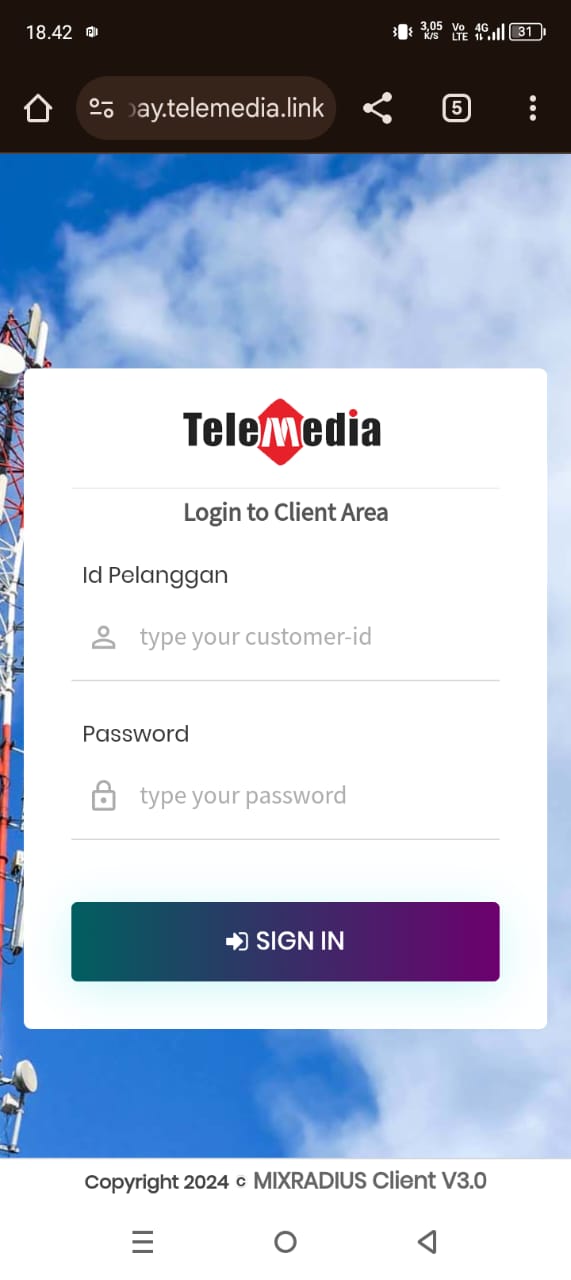 18.42
3,05 K/S
Vo LTE
4G
31
pay.telemedia.link
5
Telemedia
Login to Client Area
Id Pelanggan
type your customer-id
Password
type your password
SIGN IN
Copyright 2024 © MIXRADIUS Client V3.0